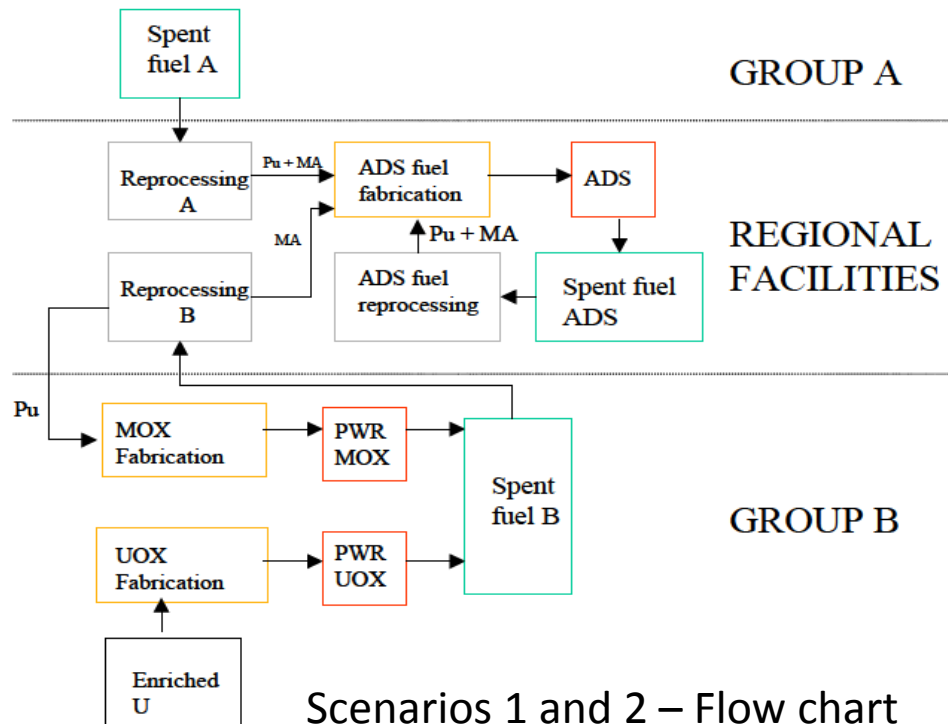 Spent
fuel A
GROUP A
Reprocessing
A
Pu + MA
ADS fuel
fabrication
ADS
MA
Pu + MA
REGIONAL
FACILITIES
Reprocessing
B
ADS fuel
reprocessing
Spent fuel
ADS
Pu
MOX
Fabrication
PWR
MOX
Spent
fuel B
GROUP B
UOX
Fabrication
PWR
UOX
Enriched
U
Scenarios 1 and 2 – Flow chart